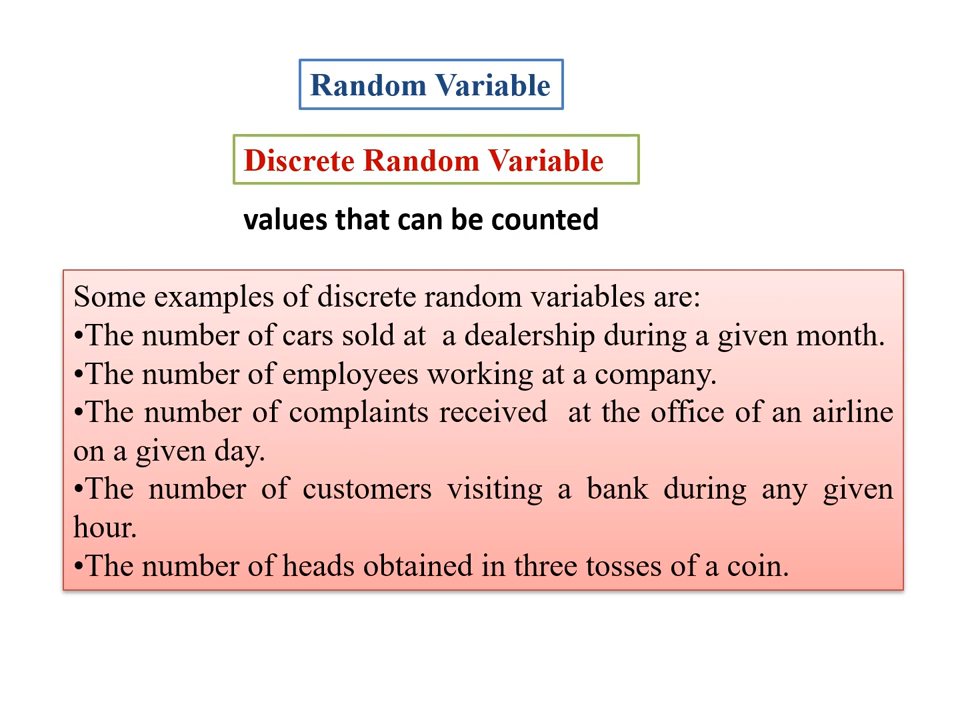 Random Variable
Discrete Random Variable
values that can be counted
Some examples of discrete random variables are:
•The number of cars sold at  a dealership during a given month.
•The number of employees working at a company.
•The number of complaints received  at the office of an airline
on a given day.
•The number of customers visiting a bank during any given
hour.
•The number of heads obtained in three tosses of a coin.